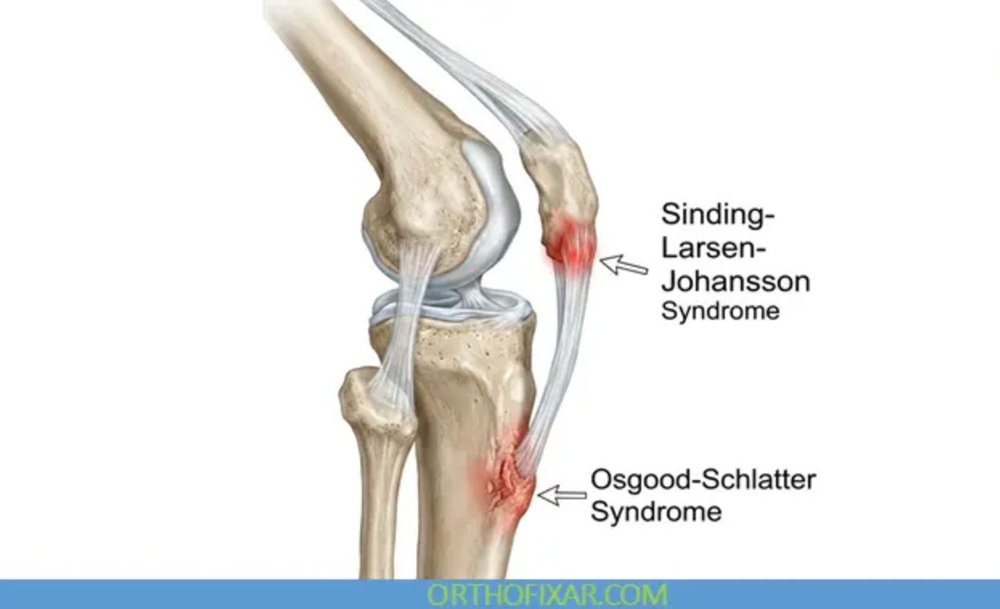 Sinding-
Larsen-
Johansson
Syndrome
Osgood-Schlatter
Syndrome
ORTHOFIXAR.COM